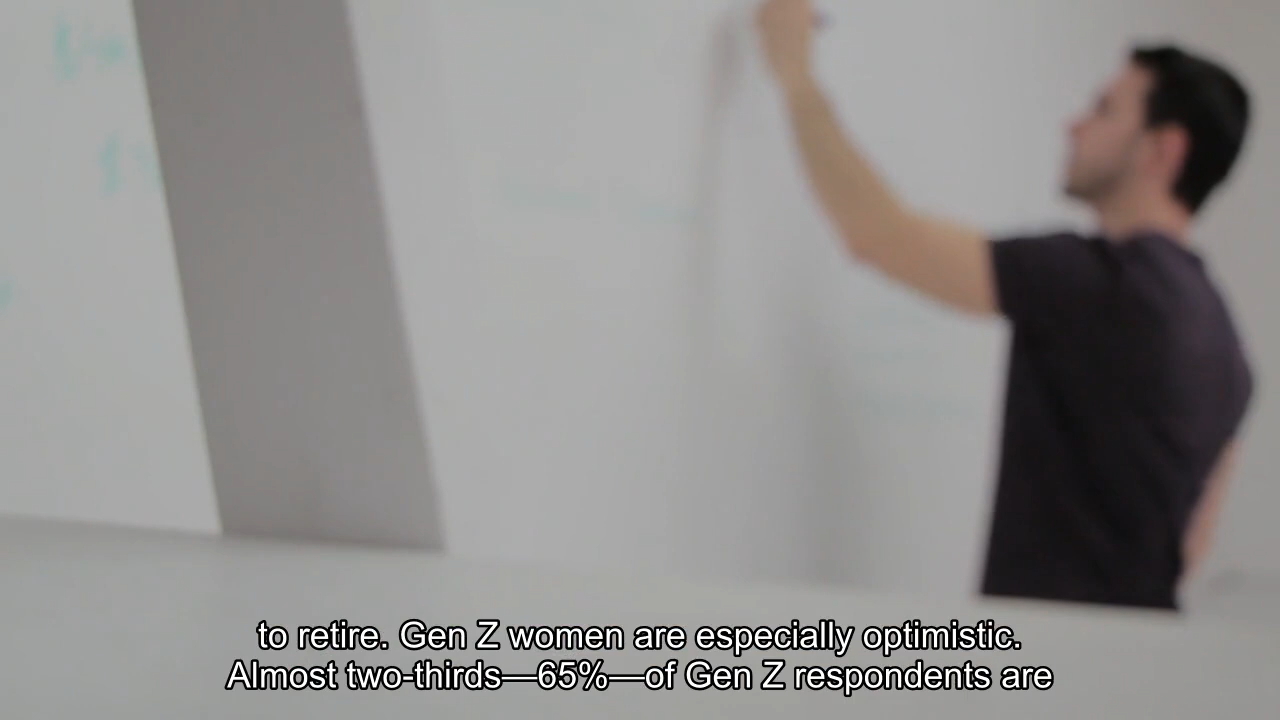 to retire. Gen Z women are especially optimistic.
Almost two-thirds—65%—of Gen Z respondents are